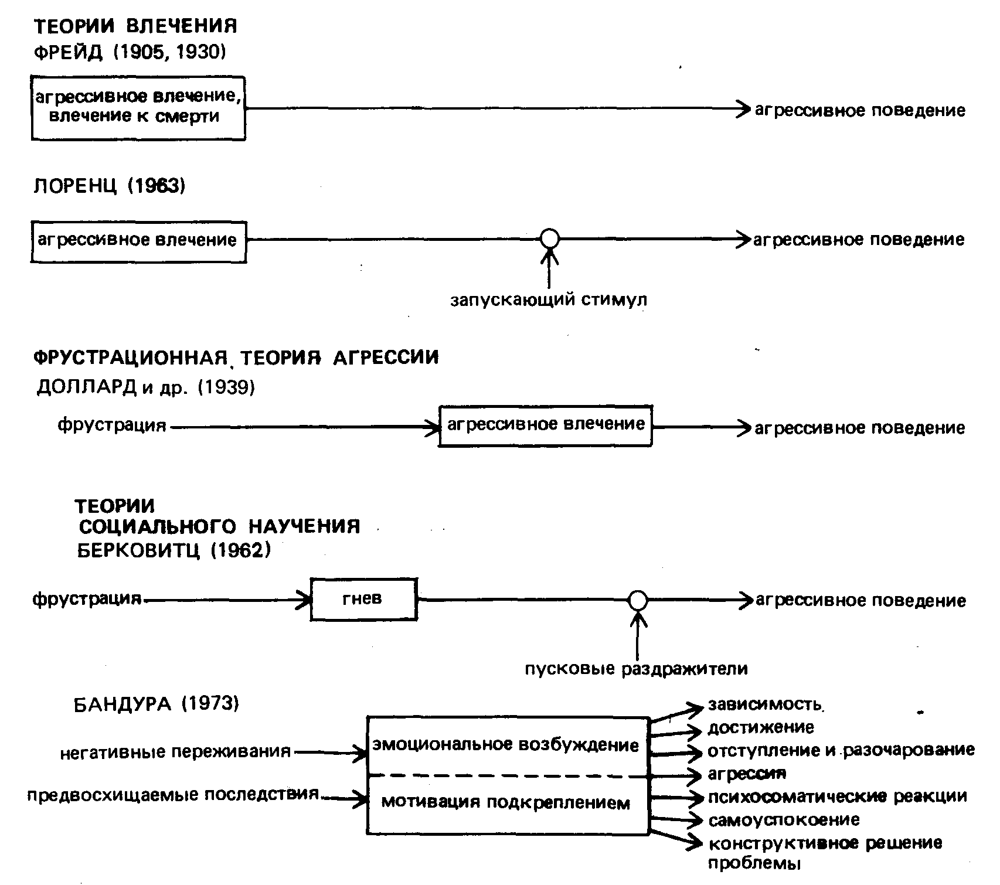 ТЕОРИИ ВЛЕЧЕНИЯ
ФРЕЙД (1905, 1930)
агрессивное влечение,
влечение к смерти
агрессивное поведение
ЛОРЕНЦ (1963)
агрессивное влечение
агрессивное поведение
запускающий стимул
ФРУСТРАЦИОННАЯ ТЕОРИЯ АГРЕССИИ
ДОЛЛАРД и др. (1939)
фрустрация
агрессивное влечение
агрессивное поведение
ТЕОРИИ
СОЦИАЛЬНОГО НАУЧЕНИЯ
БЕРКОВИТЦ (1962)
фрустрация
гнев
агрессивное поведение
пусковые раздражители
БАНДУРА (1973)
негативные переживания
предвосхищаемые последствия
эмоциональное возбуждение
мотивация подкреплением
зависимость
достижение
отступление и разочарование
агрессия
психосоматические реакции
самоуспокоение
конструктивное решение
проблемы